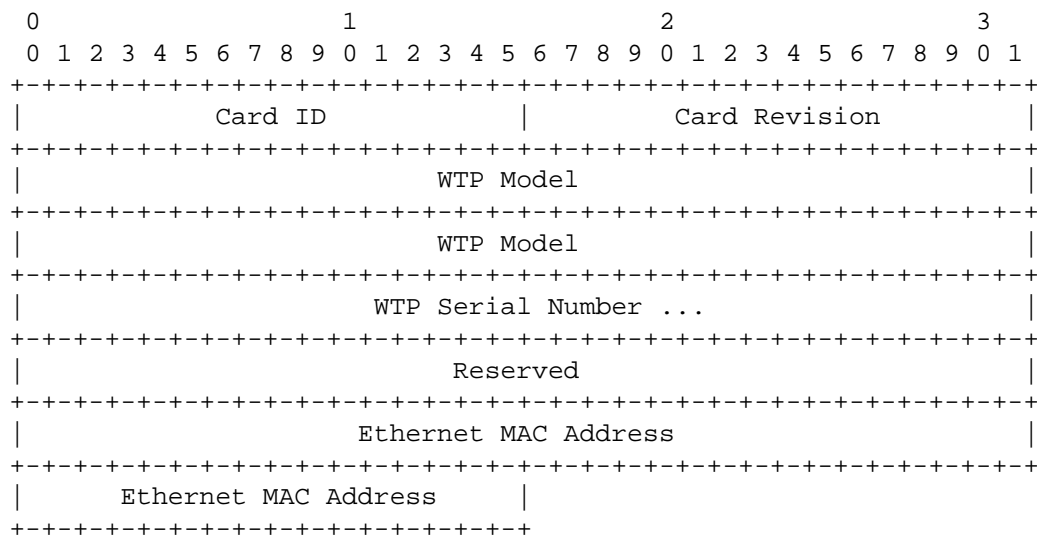 0                   1                   2                   3
 0 1 2 3 4 5 6 7 8 9 0 1 2 3 4 5 6 7 8 9 0 1 2 3 4 5 6 7 8 9 0 1
+-+-+-+-+-+-+-+-+-+-+-+-+-+-+-+-+-+-+-+-+-+-+-+-+-+-+-+-+-+-+-+-+
|            Card ID            |         Card Revision         |
+-+-+-+-+-+-+-+-+-+-+-+-+-+-+-+-+-+-+-+-+-+-+-+-+-+-+-+-+-+-+-+-+
|                          WTP Model                            |
+-+-+-+-+-+-+-+-+-+-+-+-+-+-+-+-+-+-+-+-+-+-+-+-+-+-+-+-+-+-+-+-+
|                          WTP Model                            |
+-+-+-+-+-+-+-+-+-+-+-+-+-+-+-+-+-+-+-+-+-+-+-+-+-+-+-+-+-+-+-+-+
|                      WTP Serial Number ...                    |
+-+-+-+-+-+-+-+-+-+-+-+-+-+-+-+-+-+-+-+-+-+-+-+-+-+-+-+-+-+-+-+-+
|                           Reserved                            |
+-+-+-+-+-+-+-+-+-+-+-+-+-+-+-+-+-+-+-+-+-+-+-+-+-+-+-+-+-+-+-+-+
|                     Ethernet MAC Address                      |
+-+-+-+-+-+-+-+-+-+-+-+-+-+-+-+-+-+-+-+-+-+-+-+-+-+-+-+-+-+-+-+-+
|      Ethernet MAC Address     |
+-+-+-+-+-+-+-+-+-+-+-+-+-+-+-+-+